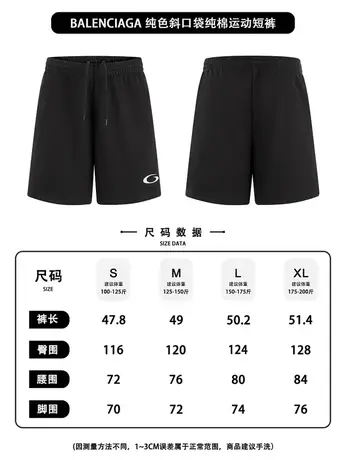 BALENCIAGA 纯色斜口袋纯棉运动短裤
尺码数据
SIZE DATA
尺码 SIZE S 建议体重 100-125斤 M 建议体重 125-150斤 L 建议体重 150-175斤 XL 建议体重 175-200斤
裤长 47.8 49 50.2 51.4
臀围 116 120 124 128
腰围 72 76 80 84
脚围 70 72 74 76
(因测量方法不同，1~3CM误差属于正常范围，商品建议手洗)